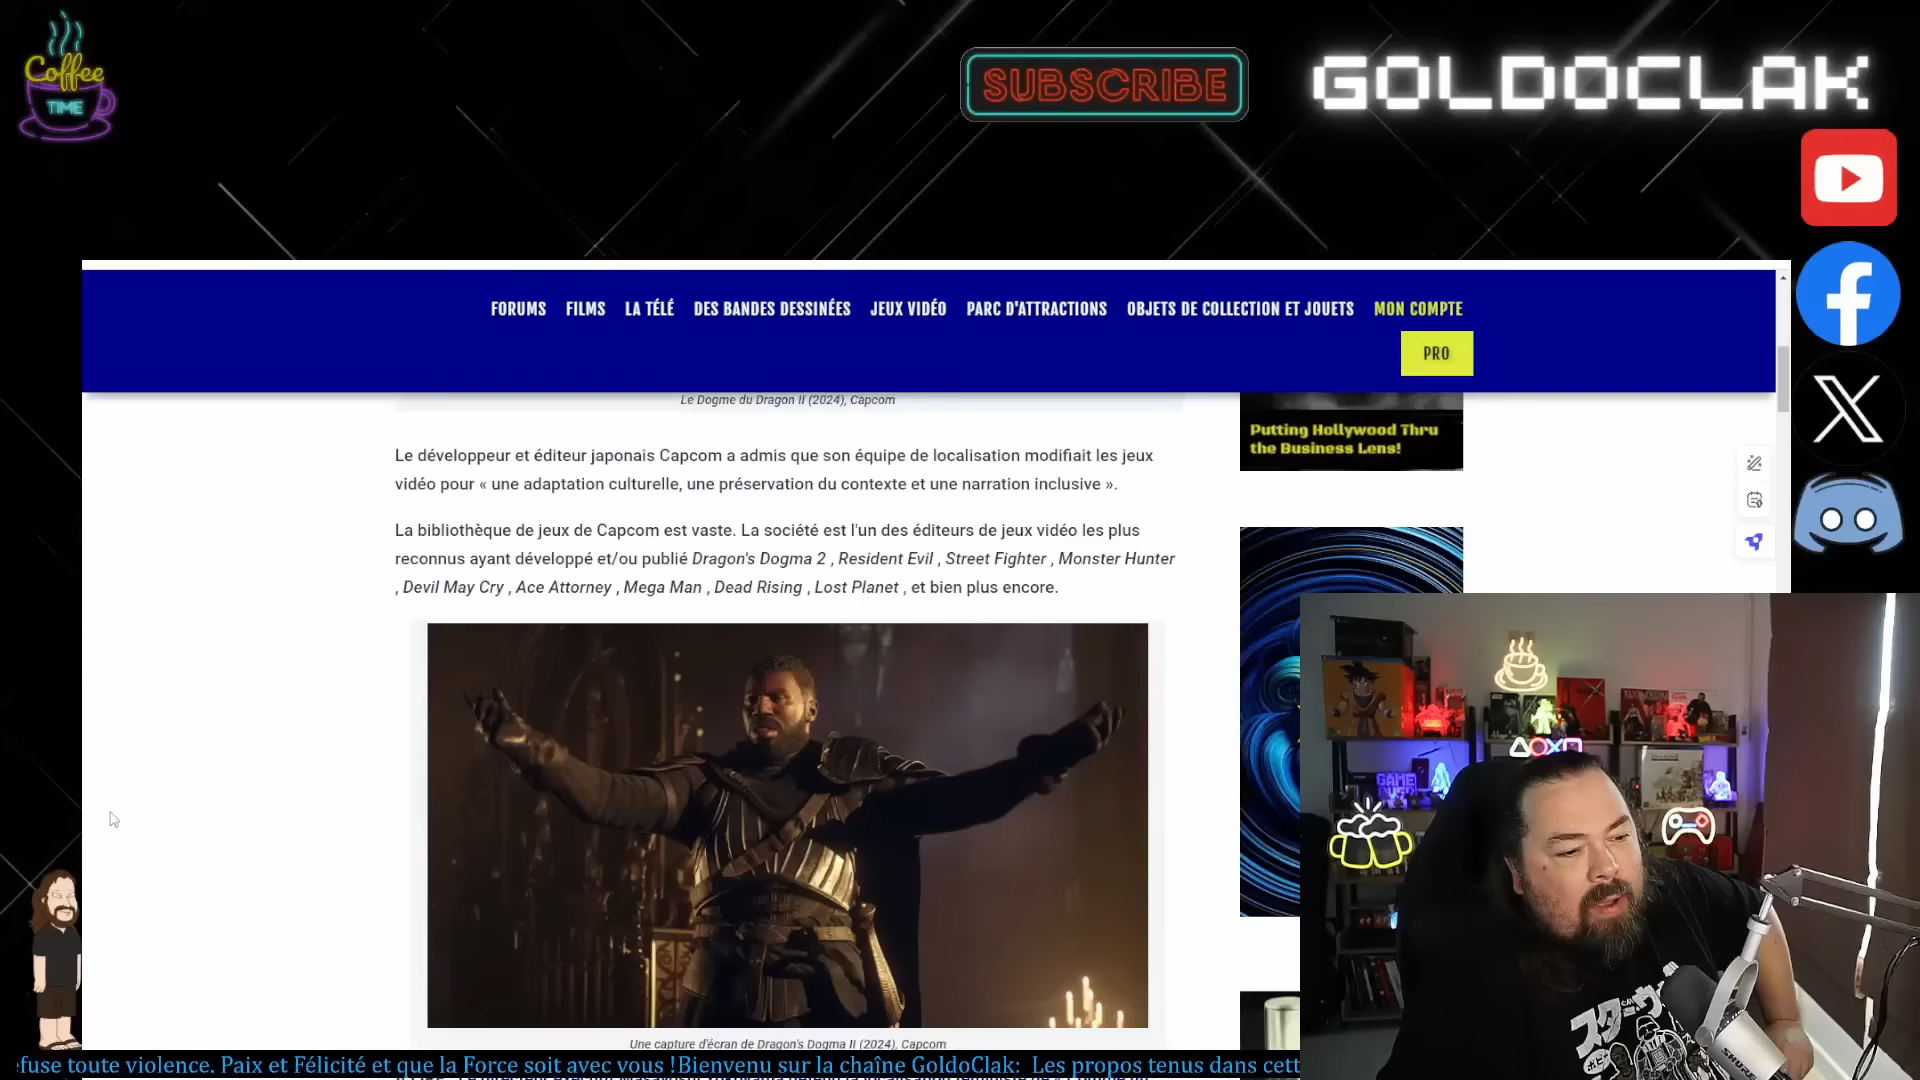 Coffee
TIME
SUBSCRIBE
GOLDOCLAK
FORUMS FILMS LA TÉLÉ DES BANDES DESSINÉES JEUX VIDÉO PARC D'ATTRACTIONS OBJETS DE COLLECTION ET JOUETS MON COMPTE
PRO
Le Dogme du Dragon II (2024), Capcom
Putting Hollywood Thru
the Business Lens!
Le développeur et éditeur japonais Capcom a admis que son équipe de localisation modifiait les jeux
vidéo pour « une adaptation culturelle, une préservation du contexte et une narration inclusive ».
La bibliothèque de jeux de Capcom est vaste. La société est l'un des éditeurs de jeux vidéo les plus
reconnus ayant développé et/ou publié Dragon's Dogma 2 , Resident Evil , Street Fighter , Monster Hunter
, Devil May Cry , Ace Attorney , Mega Man , Dead Rising , Lost Planet , et bien plus encore.
GAME
Une capture d'écran de Dragon's Dogma II (2024), Capcom
SHURE
efuse toute violence. Paix et Félicité et que la Force soit avec vous !Bienvenu sur la chaîne GoldoClak: Les propos tenus dans cett